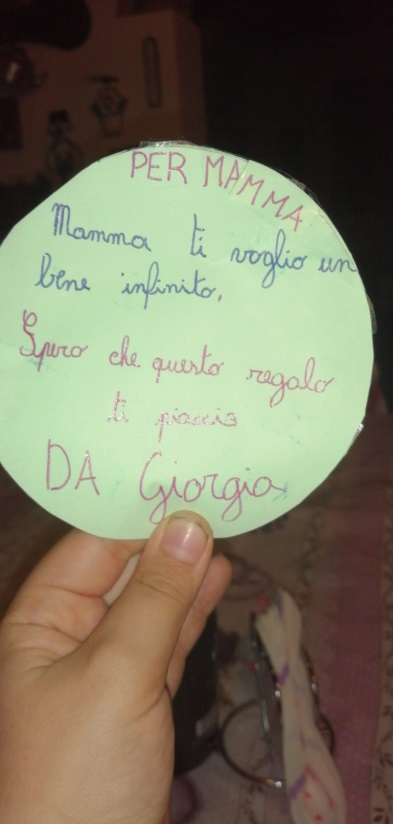 PER MAMMA
Mamma ti voglio un
bene infinito.
Spero che questo regalo
ti piaccia
DA Giorgia